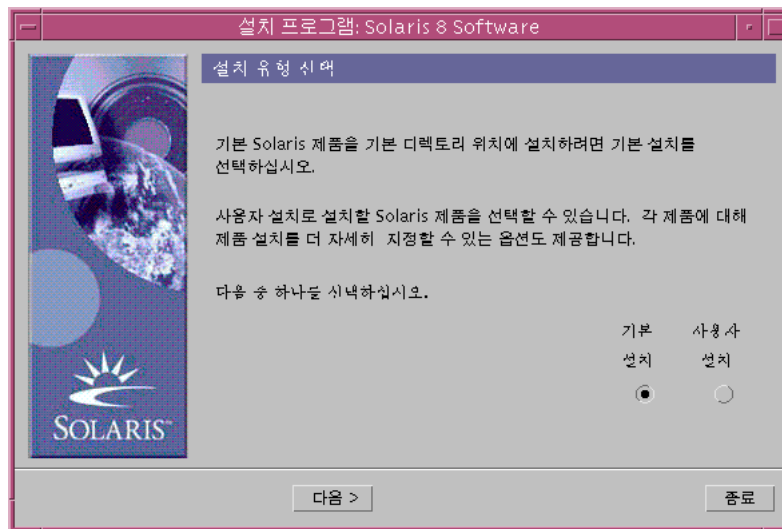 설치 프로그램: Solaris 8 Software
설치 유형 선택
기본 Solaris 제품을 기본 디렉토리 위치에 설치하려면 기본 설치를
선택하십시오.
사용자 설치로 설치할 Solaris 제품을 선택할 수 있습니다. 각 제품에 대해
제품 설치를 더 자세히 지정할 수 있는 옵션도 제공합니다.
다음 중 하나를 선택하십시오.
기본 사용자
설치 설치
SOLARIS™
다음 >
종료